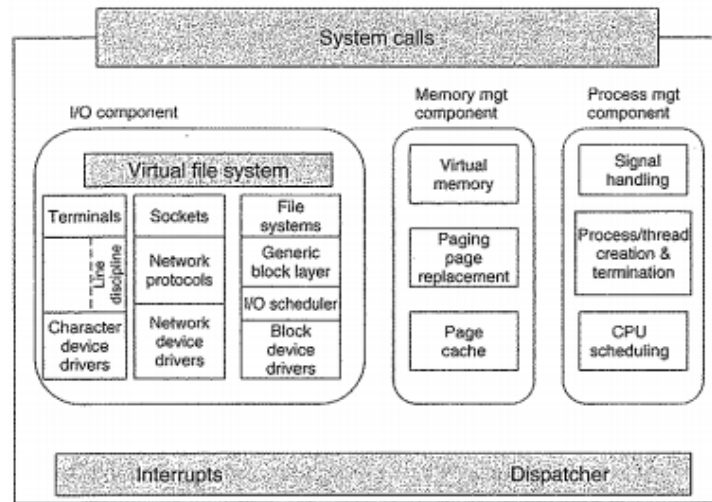 System calls
I/O component
Memory mgt
component
Process mgt
component
Virtual file system
Terminals
Line
discipline
Character
device
drivers
Sockets
Network
protocols
Network
device
drivers
File
systems
Generic
block layer
I/O scheduler
Block
device
drivers
Virtual
memory
Paging
page
replacement
Page
cache
Signal
handling
Process/thread
creation &
termination
CPU
scheduling
Interrupts
Dispatcher